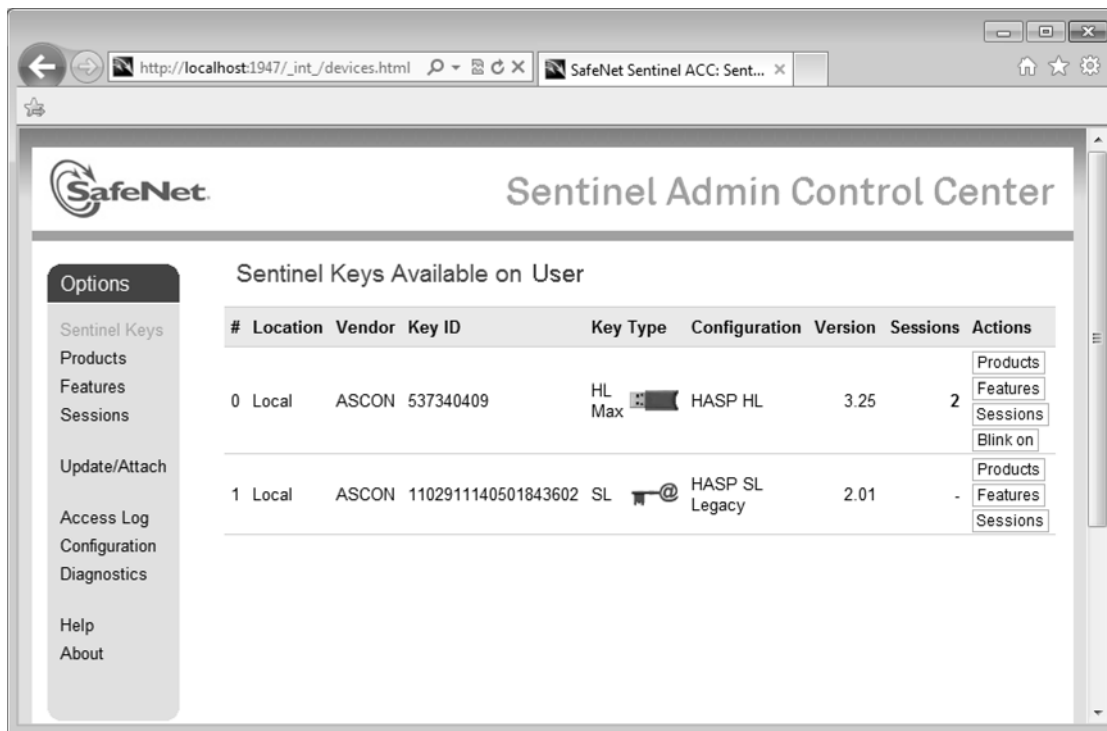 http://localhost:1947/_int_/devices.html
SafeNet Sentinel ACC: Sent...
SafeNet.
Sentinel Admin Control Center
Options
Sentinel Keys
Products
Features
Sessions
Update/Attach
Access Log
Configuration
Diagnostics
Help
About
Sentinel Keys Available on User
# Location Vendor Key ID Key Type Configuration Version Sessions Actions
0 Local ASCON 537340409 HL Max HASP HL 3.25 2
Products
Features
Sessions
Blink on
1 Local ASCON 1102911140501843602 SL @ HASP SL Legacy 2.01 -
Products
Features
Sessions